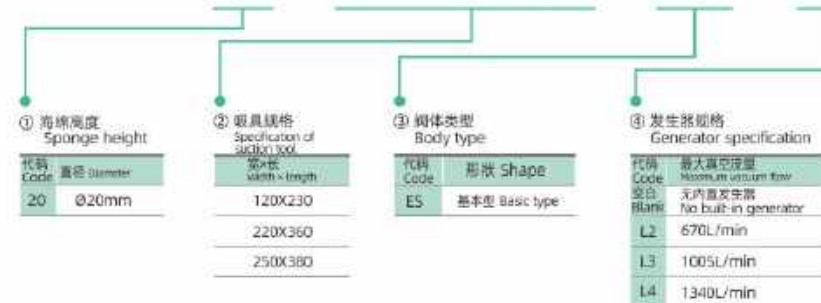 ① 海绵高度
Sponge height
代码 Code 直径 Diameter
20 Ø20mm
② 吸具规格
Specification of suction tool
宽×长
width × length
120X230
220X360
250X380
③ 阀体类型
Body type
代码 Code 形状 Shape
ES 基本型 Basic type
④ 发生器规格
Generator specification
代码 Code 最大真空流量 Maximum vacuum flow
空白 Blank 无内置发生器 No built-in generator
L2 670L/min
L3 1005L/min
L4 1340L/min